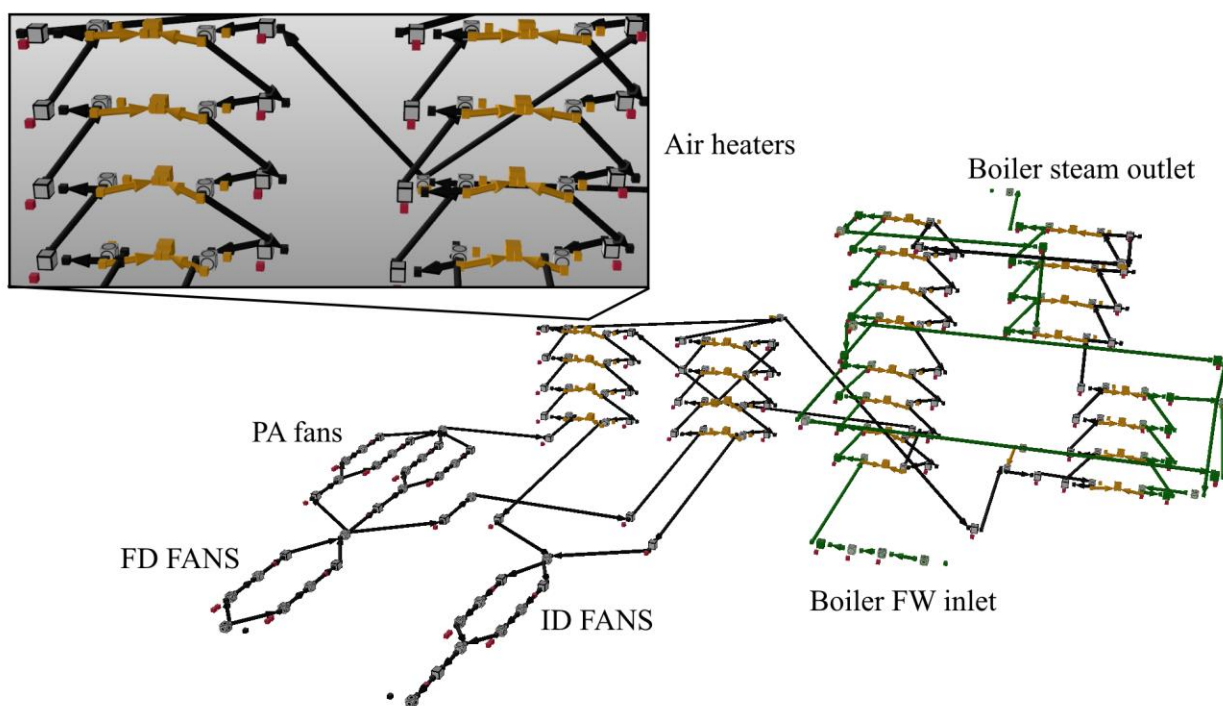 Air heaters
Boiler steam outlet
PA fans
FD FANS
ID FANS
Boiler FW inlet